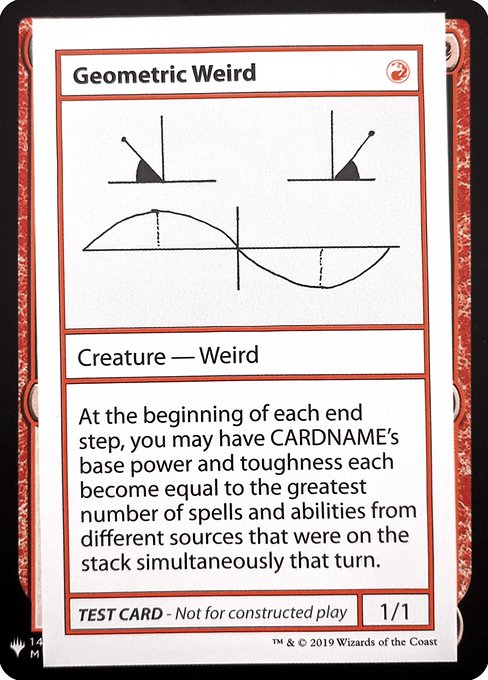 Geometric Weird
Creature — Weird
At the beginning of each end
step, you may have CARDNAME's
base power and toughness each
become equal to the greatest
number of spells and abilities from
different sources that were on the
stack simultaneously that turn.
TEST CARD - Not for constructed play
1/1
14
M
™ & © 2019 Wizards of the Coast